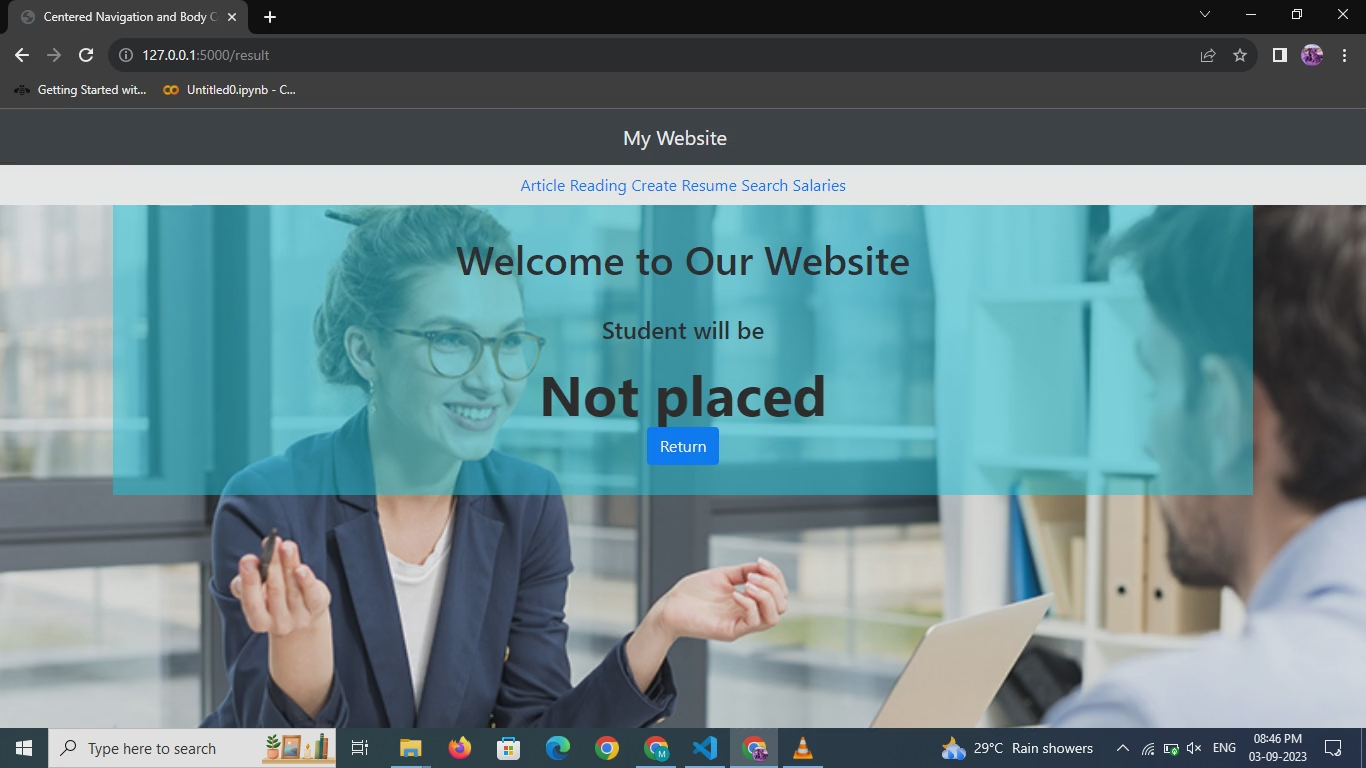 Centered Navigation and Body C
127.0.0.1:5000/result
Getting Started wit...
Untitled0.ipynb - C...
My Website
Article Reading Create Resume Search Salaries
Welcome to Our Website
Student will be
Not placed
Return
Type here to search
M
29°C Rain showers
ENG
08:46 PM
03-09-2023